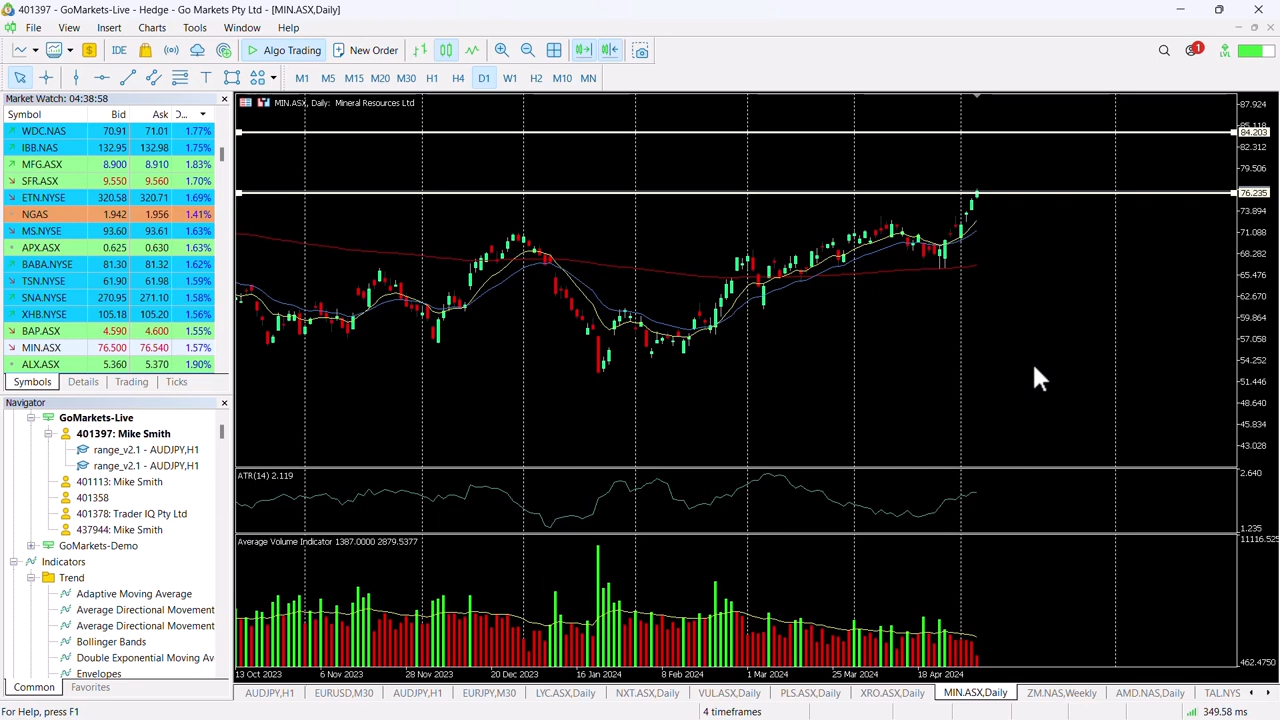 401397 - GoMarkets-Live - Hedge - Go Markets Pty Ltd - [MIN.ASX,Daily]
File View Insert Charts Tools Window Help
IDE Algo Trading New Order 1 LVL
M1 M5 M15 M20 M30 H1 H4 D1 W1 H2 M10 MN
Market Watch: 04:38:58
Symbol Bid Ask D...
WDC.NAS 70.91 71.01 1.77%
IBB.NAS 132.95 132.98 1.75%
MFG.ASX 8.900 8.910 1.83%
SFR.ASX 9.550 9.560 1.70%
ETN.NYSE 320.58 320.71 1.69%
NGAS 1.942 1.956 1.41%
MS.NYSE 93.60 93.61 1.63%
APX.ASX 0.625 0.630 1.63%
BABA.NYSE 81.30 81.32 1.62%
TSN.NYSE 61.90 61.98 1.59%
SNA.NYSE 270.95 271.10 1.58%
XHB.NYSE 105.18 105.20 1.56%
BAP.ASX 4.590 4.600 1.55%
MIN.ASX 76.500 76.540 1.57%
ALX.ASX 5.360 5.370 1.90%
Symbols Details Trading Ticks
Navigator
GoMarkets-Live
401397: Mike Smith
range_v2.1 - AUDJPY,H1
range_v2.1 - AUDJPY,H1
401113: Mike Smith
401358
401378: Trader IQ Pty Ltd
437944: Mike Smith
GoMarkets-Demo
Indicators
Trend
Adaptive Moving Average
Average Directional Movement
Average Directional Movement
Bollinger Bands
Double Exponential Moving Av
Envelopes
Common Favorites
MIN.ASX, Daily: Mineral Resources Ltd
87.924
85.118
84.203
82.312
79.506
76.235
73.894
71.088
68.282
65.476
62.670
59.864
57.058
54.252
51.446
48.640
45.834
43.028
ATR(14) 2.119
2.640
1.235
Average Volume Indicator 1387.0000 2879.5377
11116.525
462.4750
13 Oct 2023 6 Nov 2023 28 Nov 2023 20 Dec 2023 16 Jan 2024 8 Feb 2024 1 Mar 2024 25 Mar 2024 18 Apr 2024
AUDJPY,H1 EURUSD,M30 AUDJPY,H1 EURJPY,M30 LYC.ASX,Daily NXT.ASX,Daily VUL.ASX,Daily PLS.ASX,Daily XRO.ASX,Daily MIN.ASX,Daily ZM.NAS,Weekly AMD.NAS,Daily TAL.NYS
For Help, press F1 4 timeframes 349.58 ms